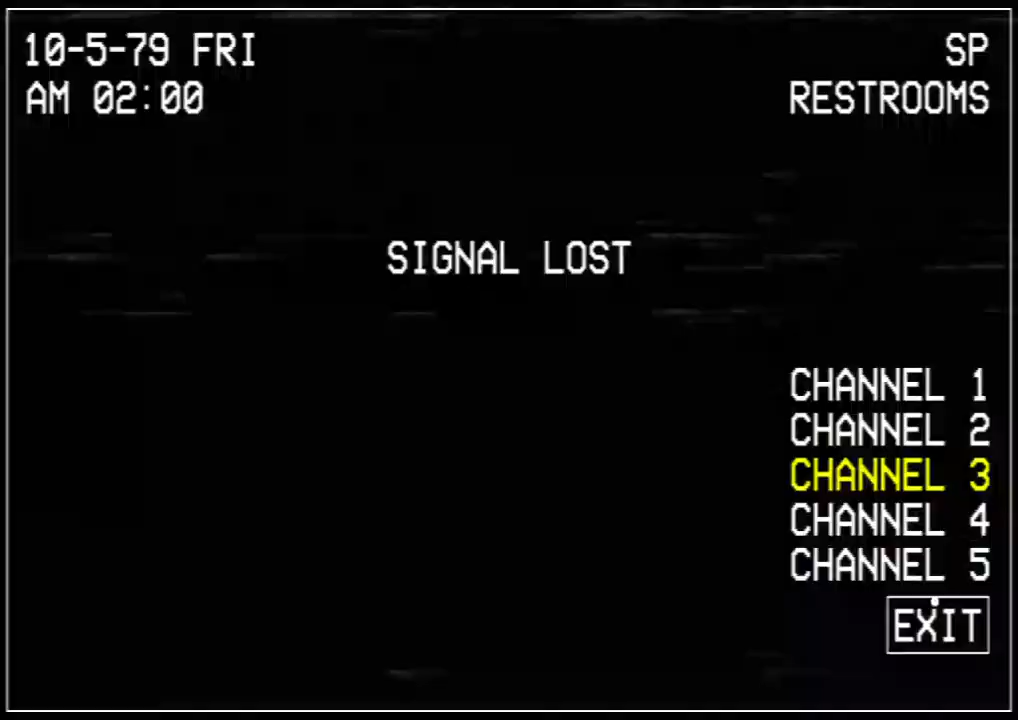 10-5-79 FRI
AM 02:00
SP
RESTROOMS
SIGNAL LOST
CHANNEL 1
CHANNEL 2
CHANNEL 3
CHANNEL 4
CHANNEL 5
EXIT